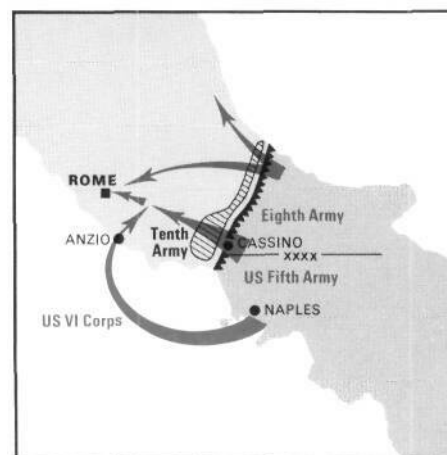 ROME
Eighth Army
ANZIO
Tenth
Army
CASSINO
XXXX
US Fifth Army
US VI Corps
NAPLES